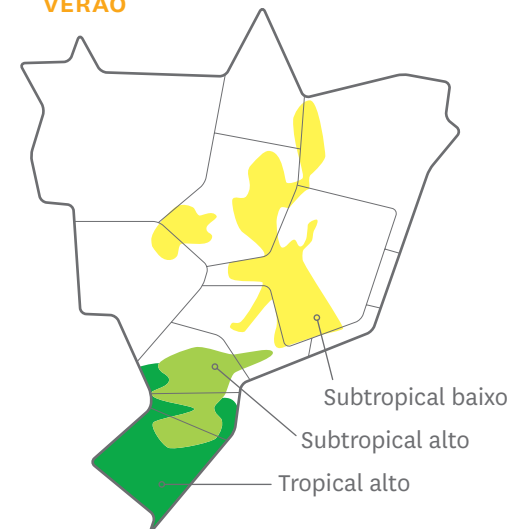 VERÃO
Subtropical baixo
Subtropical alto
Tropical alto